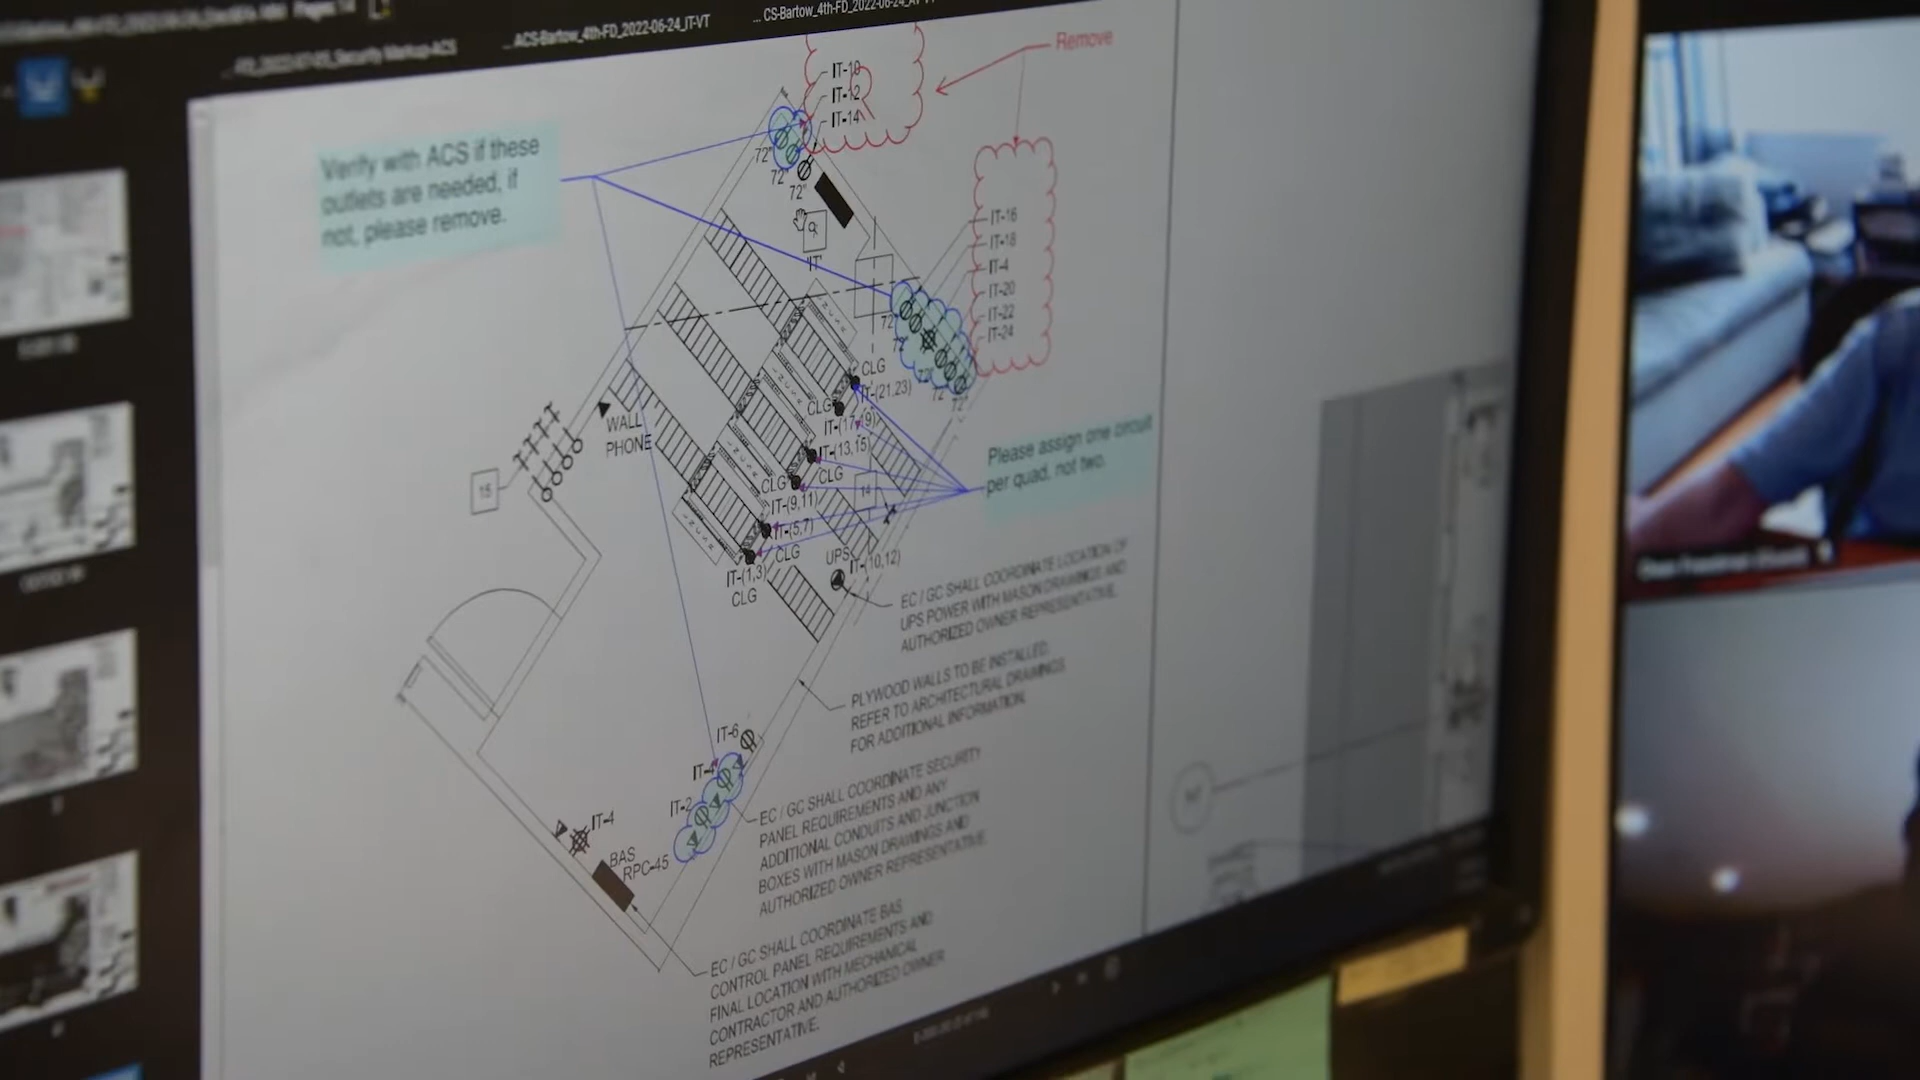 ACS-Bartow_4th-FD_2022-06-24_IT-VT
CS-Bartow_4th-FD_2022-06-24
Remove
Verify with ACS if these
outlets are needed, if
not, please remove.
IT-10
IT-12
IT-14
72"
72"
72"
'IT'
IT-16
IT-18
IT-4
IT-20
IT-22
IT-24
72"
72"
72"
72"
72"
CLG
IT-(21,23)
CLG
IT-(17,19)
IT-(13,15)
CLG
CLG
IT-(9,11)
IT-(5,7)
CLG
IT-(1,3)
CLG
WALL
PHONE
15
14
Please assign one circuit
per quad, not two.
UPS
IT-(10,12)
EC / GC SHALL COORDINATE LOCATION OF
UPS POWER WITH MASON DRAWINGS AND
AUTHORIZED OWNER REPRESENTATIVE.
PLYWOOD WALLS TO BE INSTALLED.
REFER TO ARCHITECTURAL DRAWINGS
FOR ADDITIONAL INFORMATION.
IT-6
IT-4
IT-2
EC / GC SHALL COORDINATE SECURITY
PANEL REQUIREMENTS AND ANY
ADDITIONAL CONDUITS AND JUNCTION
BOXES WITH MASON DRAWINGS AND
AUTHORIZED OWNER REPRESENTATIVE.
IT-4
BAS
RPC-45
EC / GC SHALL COORDINATE BAS
CONTROL PANEL REQUIREMENTS AND
FINAL LOCATION WITH MECHANICAL
CONTRACTOR AND AUTHORIZED OWNER
REPRESENTATIVE.